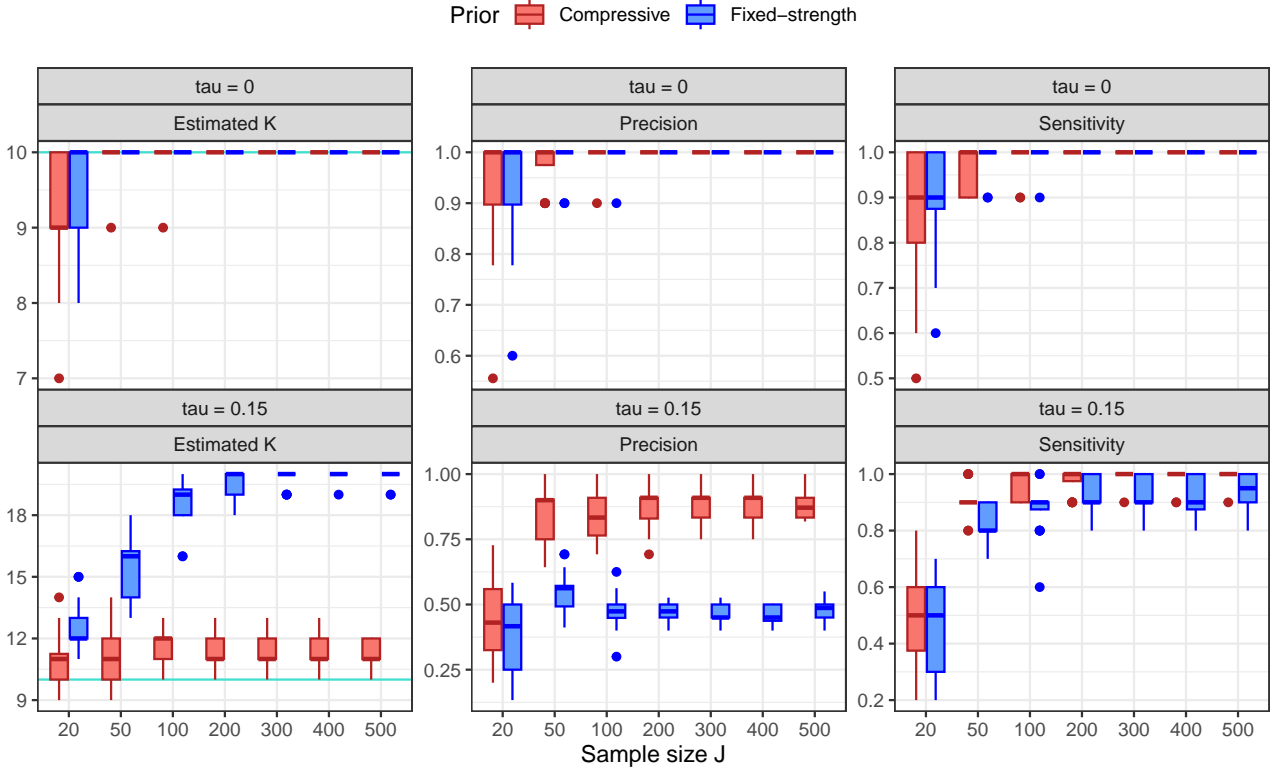 Prior Compressive Fixed−strength
tau = 0 tau = 0 tau = 0
Estimated K Precision Sensitivity
10 1.0 1.0
0.9 0.9
9 0.8 0.8
0.7 0.7
8 0.6
0.6
7 0.5
tau = 0.15 tau = 0.15 tau = 0.15
Estimated K Precision Sensitivity
1.00 1.0
18 0.75 0.8
15 0.50 0.6
12 0.25 0.4
9 0.2
20 50 100 200 300 400 500 20 50 100 200 300 400 500 20 50 100 200 300 400 500
Sample size J